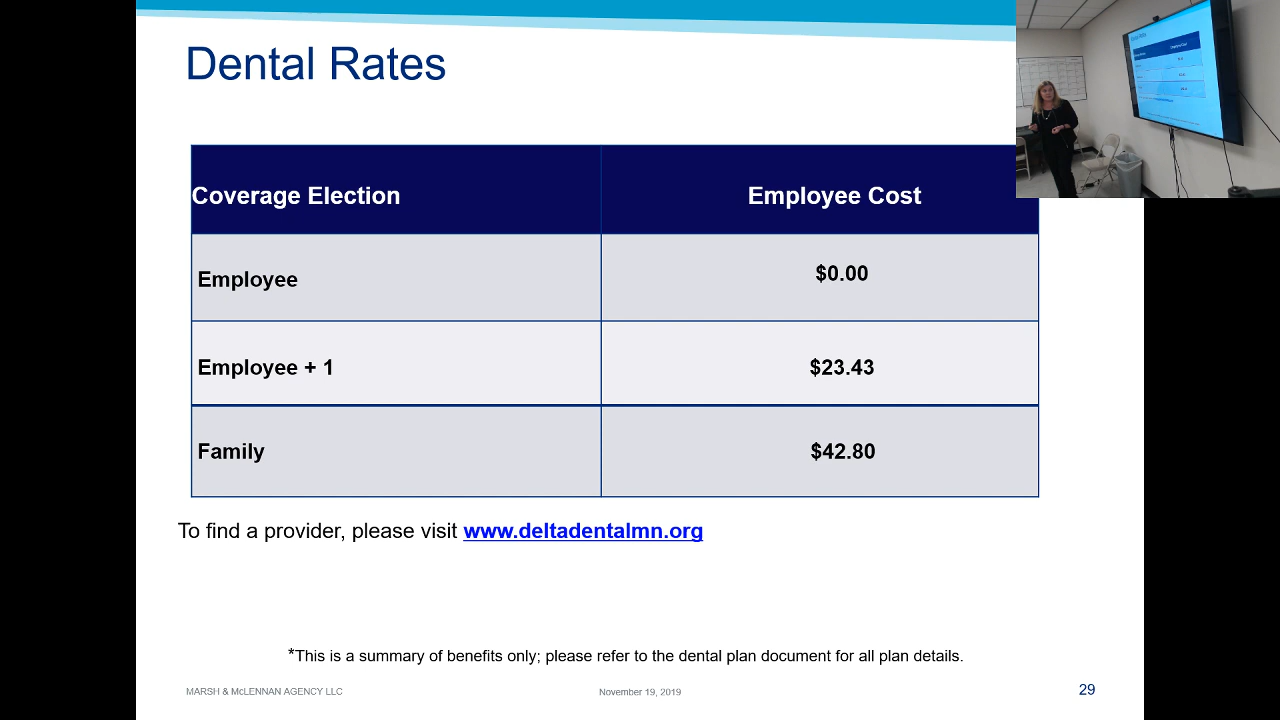 Dental Rates
Coverage Election Employee Cost
Employee $0.00
Employee + 1 $23.43
Family $42.80
To find a provider, please visit www.deltadentalmn.org
*This is a summary of benefits only; please refer to the dental plan document for all plan details.
MARSH & McLENNAN AGENCY LLC November 19, 2019 29